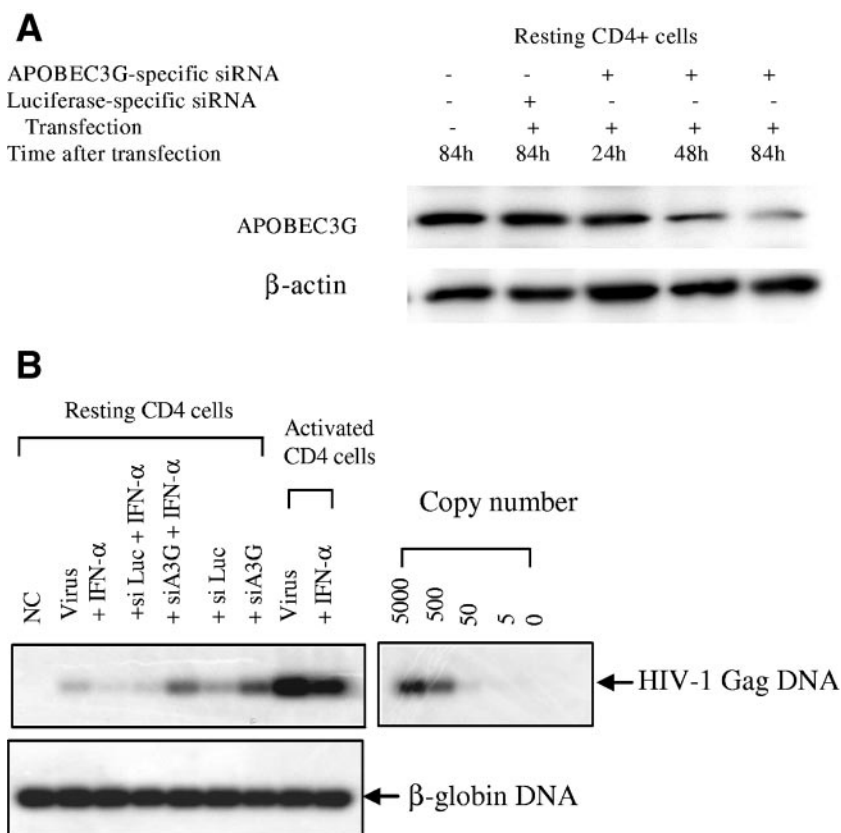 A
Resting CD4+ cells
APOBEC3G-specific siRNA - - + + +
Luciferase-specific siRNA - + - - -
Transfection - + + + +
Time after transfection 84h 84h 24h 48h 84h
APOBEC3G
β-actin
B
Resting CD4 cells
Activated
CD4 cells
Copy number
NC
Virus
+ IFN-α
+si Luc + IFN-α
+ siA3G + IFN-α
+ si Luc
+ siA3G
Virus
+ IFN-α
5000
500
50
5
0
HIV-1 Gag DNA
β-globin DNA